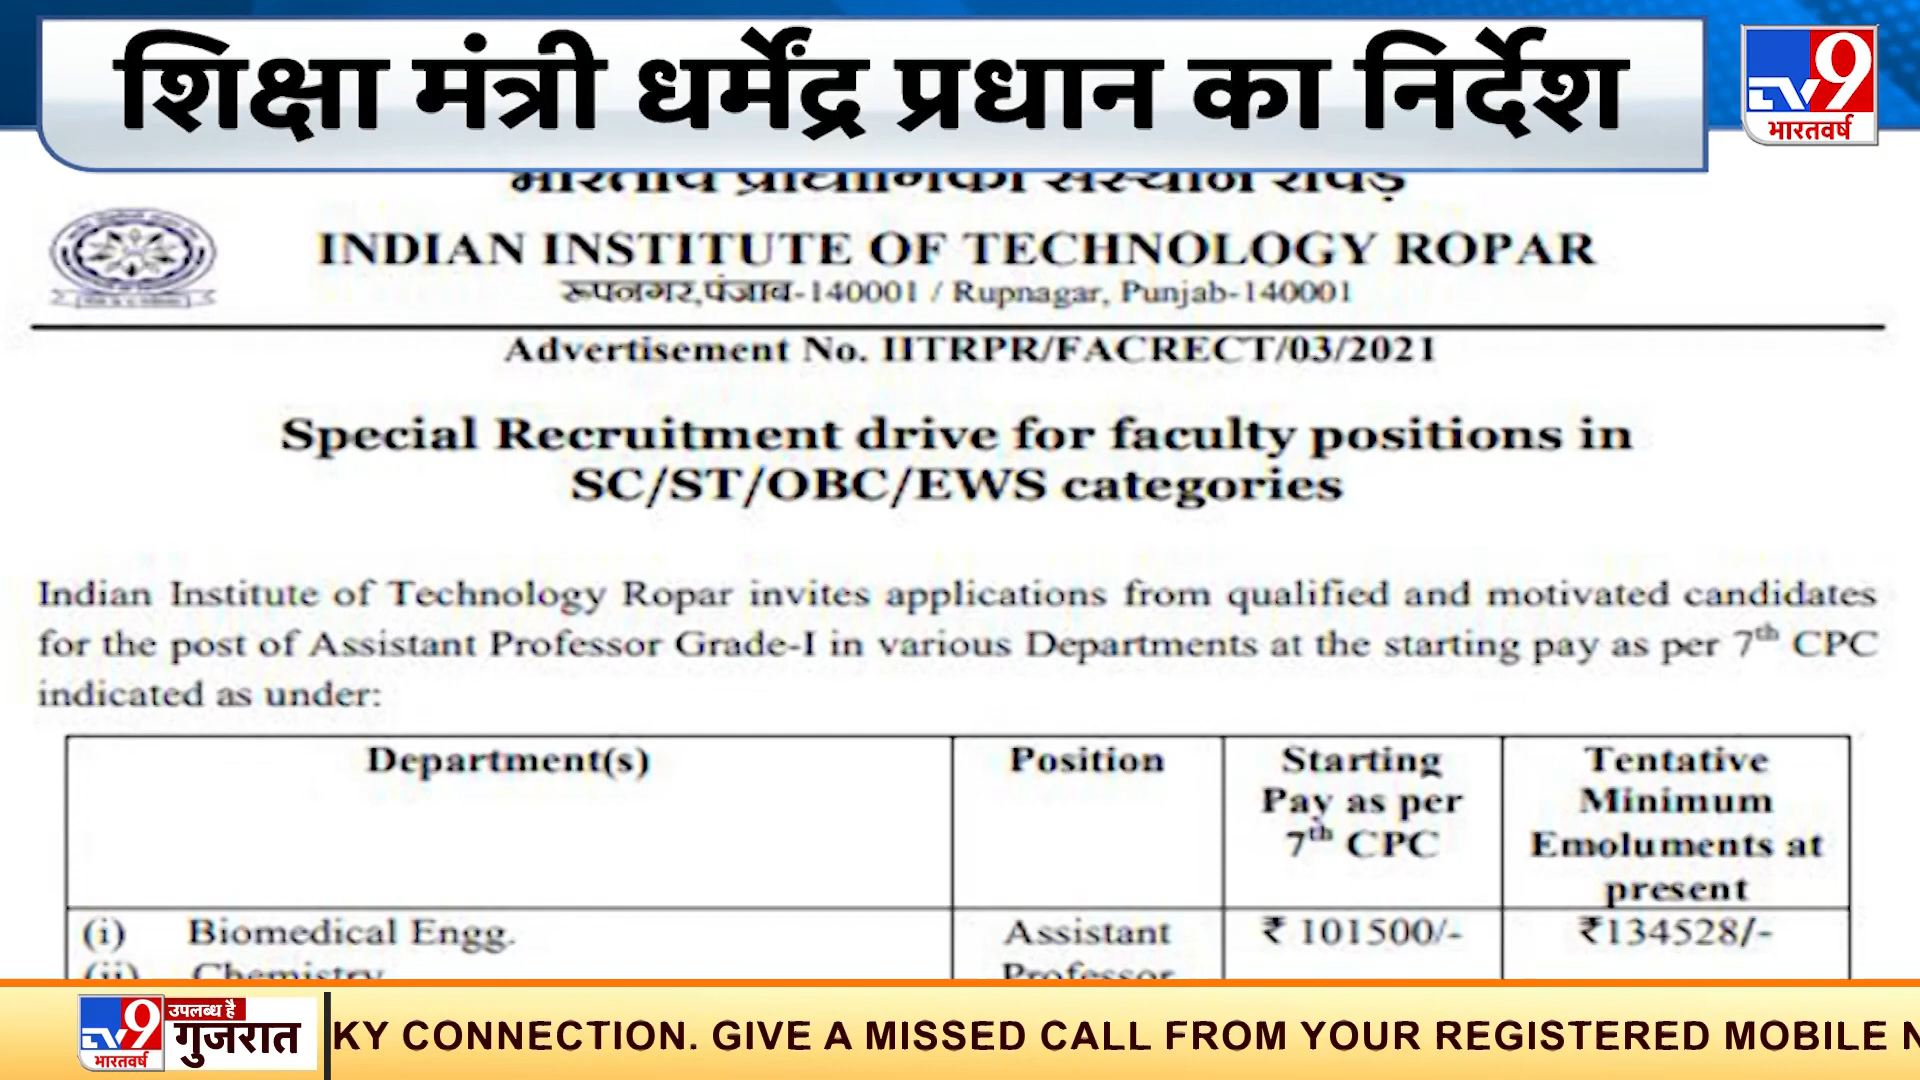 शिक्षा मंत्री धर्मेंद्र प्रधान का निर्देश
TV9
भारतवर्ष
भारतीय प्रौद्योगिकी संस्थान रोपड़
INDIAN INSTITUTE OF TECHNOLOGY ROPAR
रूपनगर,पंजाब-140001 / Rupnagar, Punjab-140001
Advertisement No. IITRPR/FACRECT/03/2021
Special Recruitment drive for faculty positions in
SC/ST/OBC/EWS categories
Indian Institute of Technology Ropar invites applications from qualified and motivated candidates
for the post of Assistant Professor Grade-I in various Departments at the starting pay as per 7th CPC
indicated as under:
Department(s) Position Starting Pay as per 7th CPC Tentative Minimum Emoluments at present
(i) Biomedical Engg. Assistant ₹ 101500/- ₹134528/-
(ii) Chemistry Professor
TV9 उपलब्ध है
भारतवर्ष गुजरात
KY CONNECTION. GIVE A MISSED CALL FROM YOUR REGISTERED MOBILE N